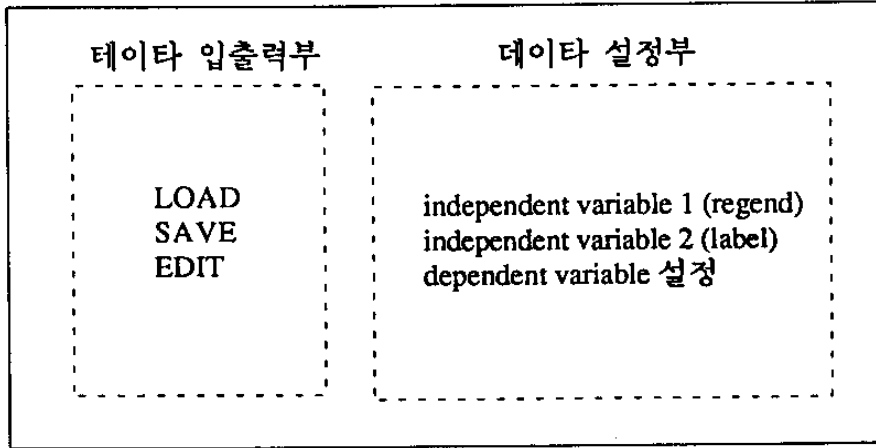 테이타 입출력부
LOAD
SAVE
EDIT
데이타 설정부
independent variable 1 (regend)
independent variable 2 (label)
dependent variable 설정